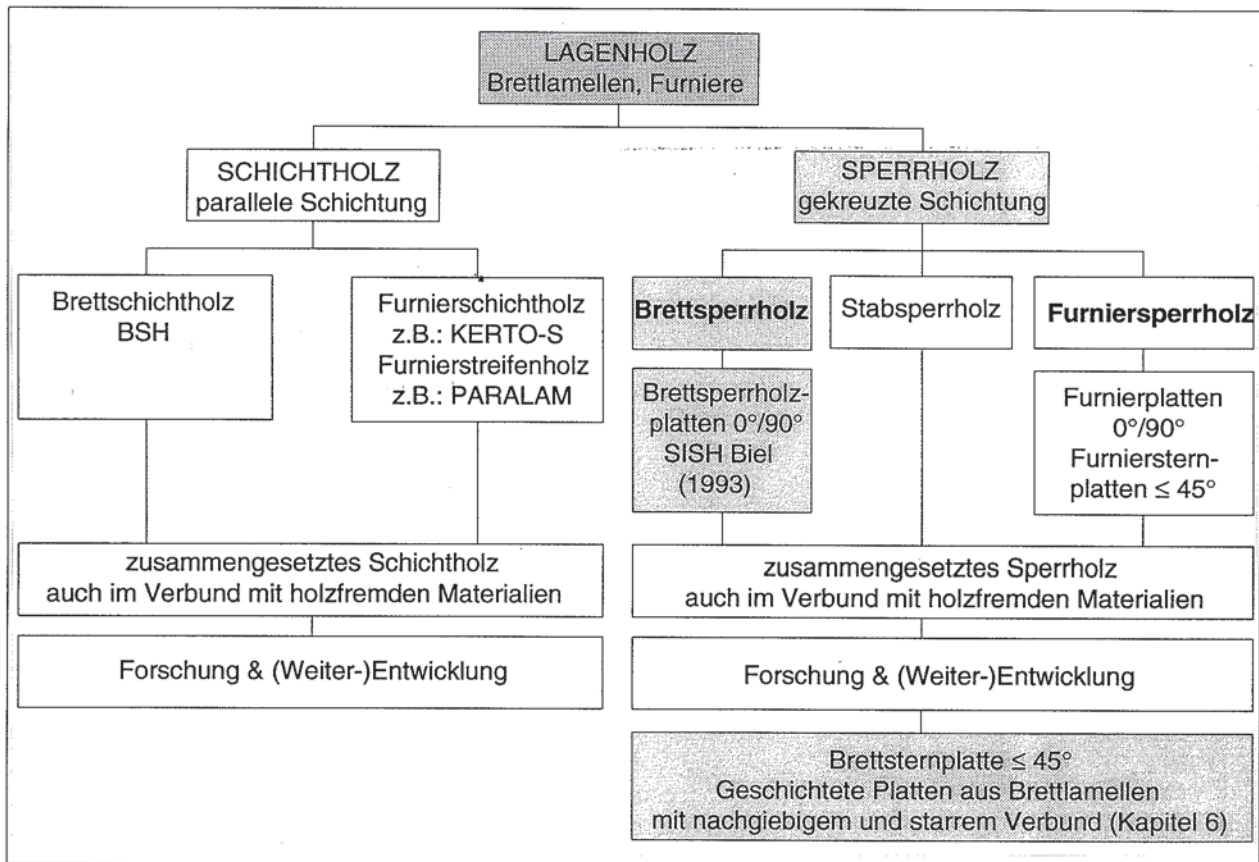 LAGENHOLZ
Brettlamellen, Furniere
SCHICHTHOLZ
parallele Schichtung
SPERRHOLZ
gekreuzte Schichtung
Brettschichtholz
BSH
Furnierschichtholz
z.B.: KERTO-S
Furnierstreifenholz
z.B.: PARALAM
Brettsperrholz
Stabsperrholz
Furniersperrholz
Brettsperrholz-
platten 0°/90°
SISH Biel
(1993)
Furnierplatten
0°/90°
Furnierstern-
platten ≤ 45°
zusammengesetztes Schichtholz
auch im Verbund mit holzfremden Materialien
zusammengesetztes Sperrholz
auch im Verbund mit holzfremden Materialien
Forschung & (Weiter-)Entwicklung
Forschung & (Weiter-)Entwicklung
Brettsternplatte ≤ 45°
Geschichtete Platten aus Brettlamellen
mit nachgiebigem und starrem Verbund (Kapitel 6)